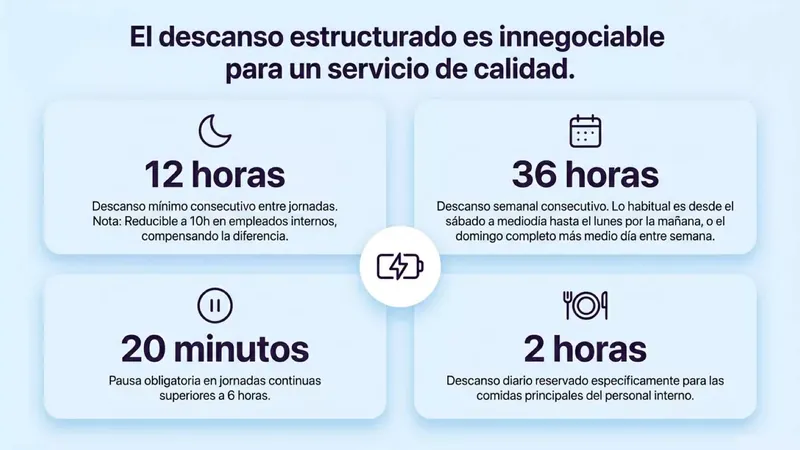 El descanso estructurado es innegociable
para un servicio de calidad.
12 horas
Descanso mínimo consecutivo entre jornadas.
Nota: Reducible a 10h en empleados internos,
compensando la diferencia.
36 horas
Descanso semanal consecutivo. Lo habitual es desde el
sábado a mediodía hasta el lunes por la mañana, o el
domingo completo más medio día entre semana.
20 minutos
Pausa obligatoria en jornadas continuas
superiores a 6 horas.
2 horas
Descanso diario reservado específicamente para las
comidas principales del personal interno.